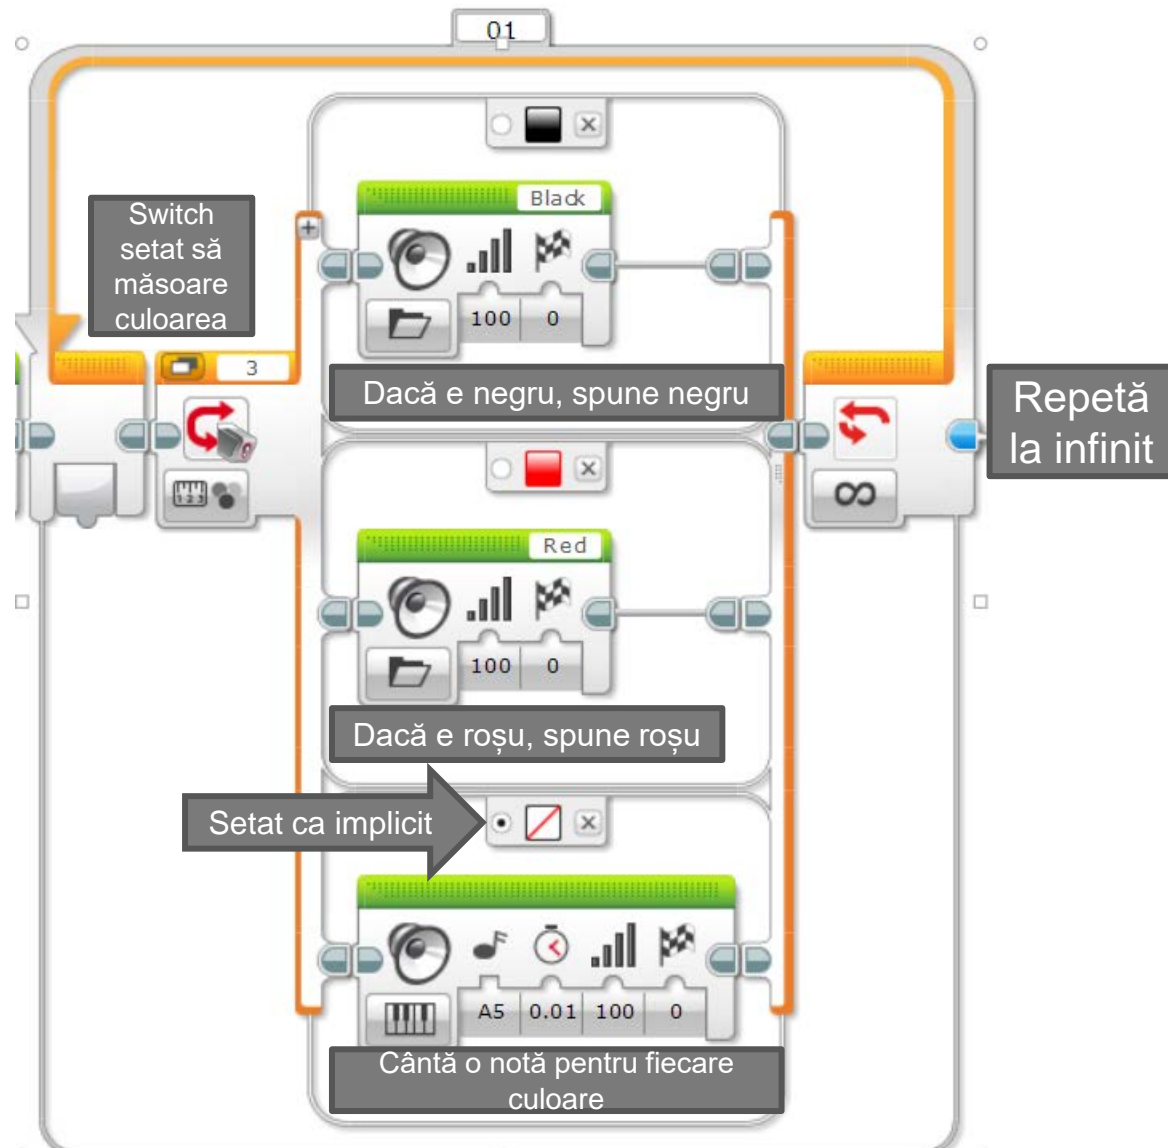 01
Black
Switch
setat să
măsoare
culoarea
100 0
3
Dacă e negru, spune negru
Repetă
la infinit
Red
100 0
Dacă e roșu, spune roșu
Setat ca implicit
A5 0.01 100 0
Cântă o notă pentru fiecare
culoare